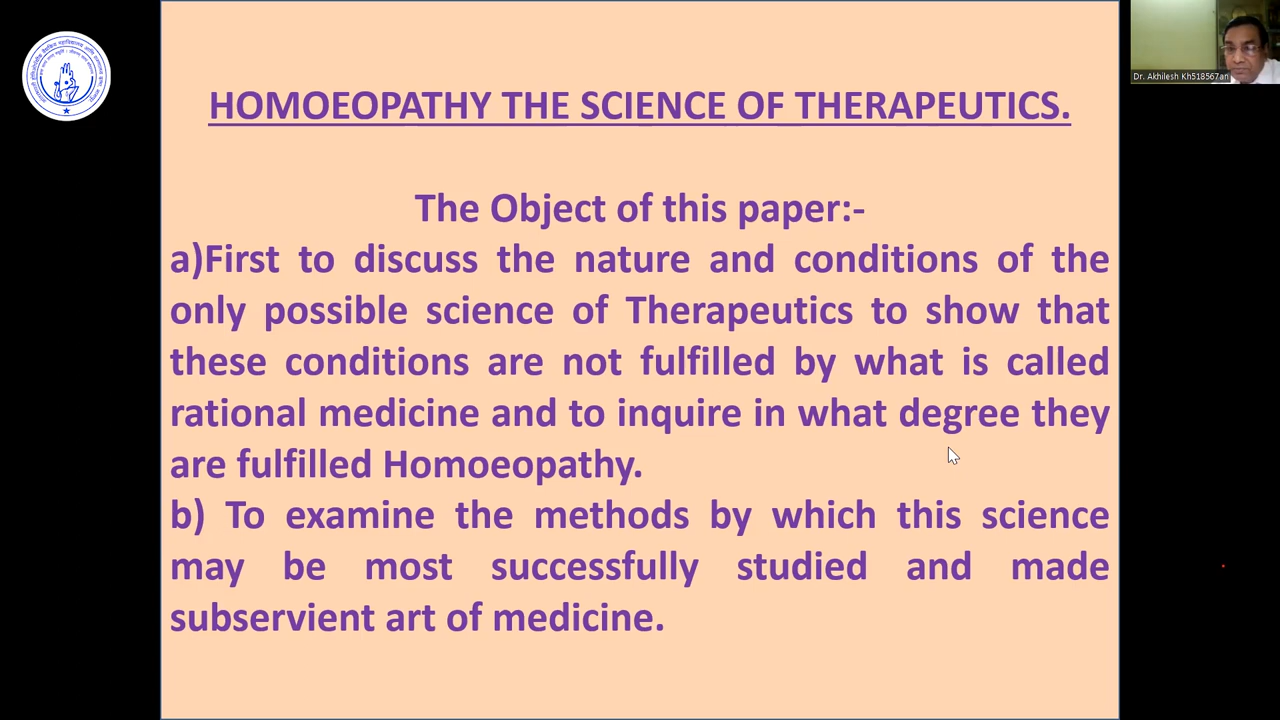 HOMOEOPATHY THE SCIENCE OF THERAPEUTICS.
The Object of this paper:-
a)First to discuss the nature and conditions of the
only possible science of Therapeutics to show that
these conditions are not fulfilled by what is called
rational medicine and to inquire in what degree they
are fulfilled Homoeopathy.
b) To examine the methods by which this science
may be most successfully studied and made
subservient art of medicine.
Dr. Akhilesh Kh518567an